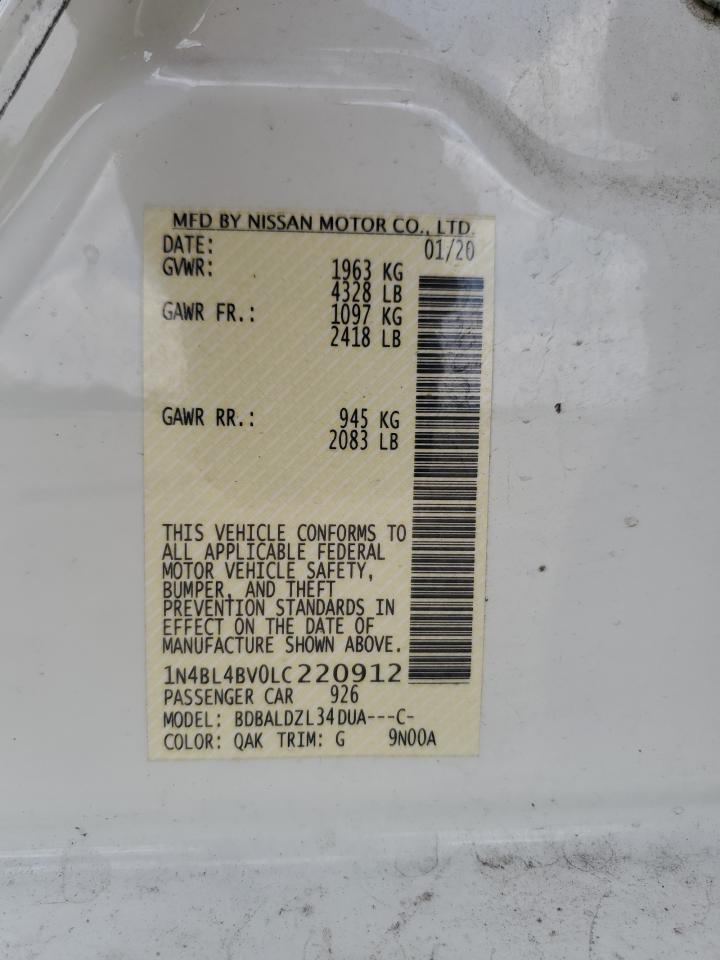 MFD BY NISSAN MOTOR CO., LTD.
DATE: 01/20
GVWR: 1963 KG
4328 LB
GAWR FR.: 1097 KG
2418 LB
GAWR RR.: 945 KG
2083 LB
THIS VEHICLE CONFORMS TO
ALL APPLICABLE FEDERAL
MOTOR VEHICLE SAFETY,
BUMPER, AND THEFT
PREVENTION STANDARDS IN
EFFECT ON THE DATE OF
MANUFACTURE SHOWN ABOVE.
1N4BL4BV0LC220912
PASSENGER CAR 926
MODEL: BDBALDZL34DUA---C-
COLOR: QAK TRIM: G 9N00A